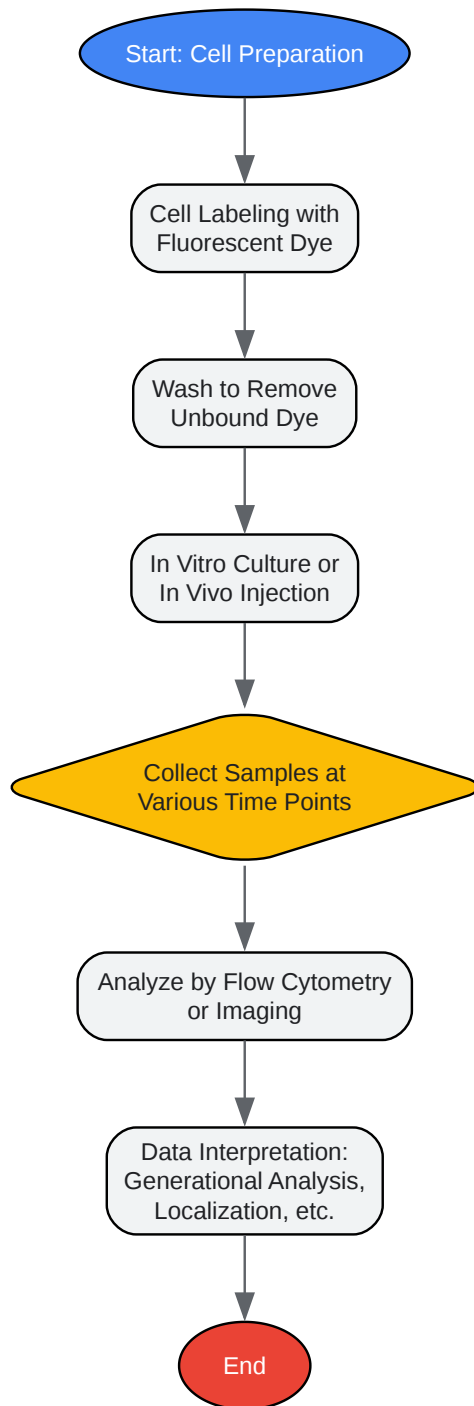 Start: Cell Preparation
Cell Labeling with
Fluorescent Dye
Wash to Remove
Unbound Dye
In Vitro Culture or
In Vivo Injection
Collect Samples at
Various Time Points
Analyze by Flow Cytometry
or Imaging
Data Interpretation:
Generational Analysis,
Localization, etc.
End